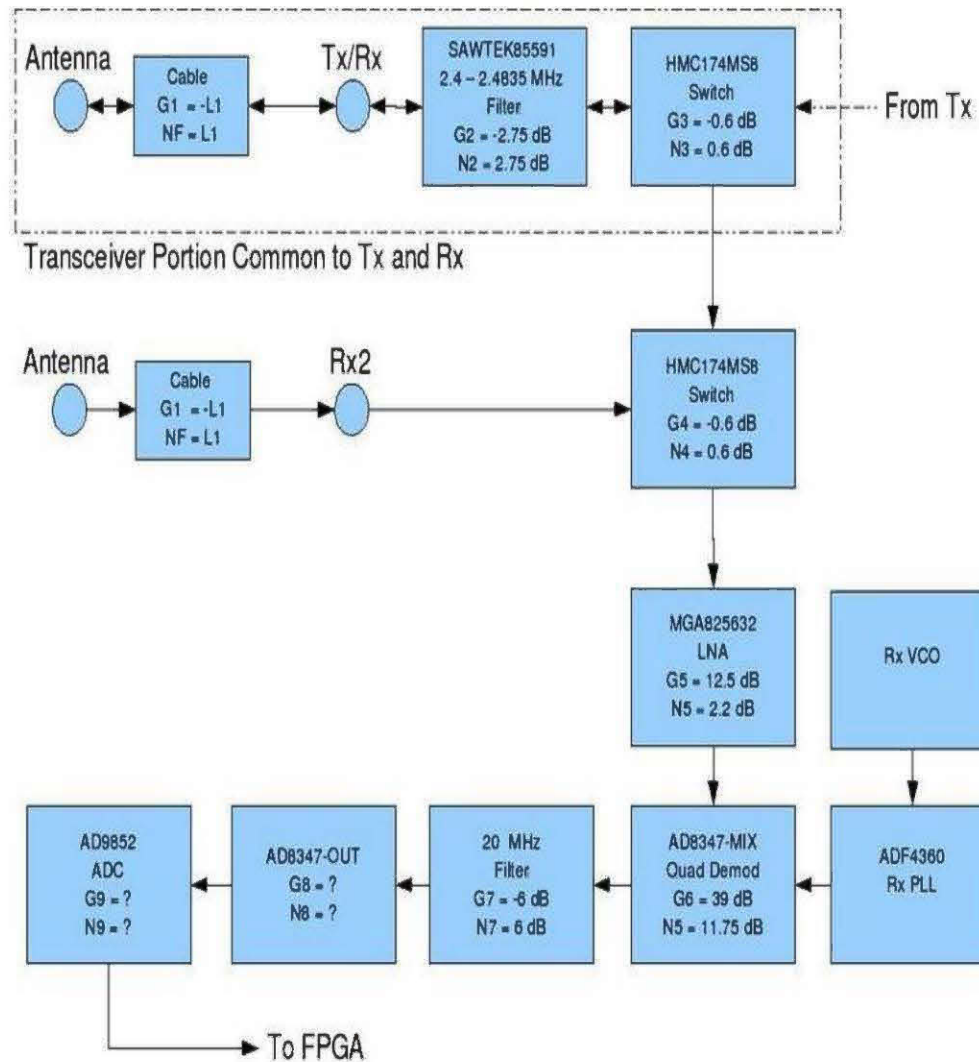 Antenna
Cable
G1 = -L1
NF = L1
Tx/Rx
SAWTEK85591
2.4 – 2.4835 MHz
Filter
G2 = -2.75 dB
N2 = 2.75 dB
HMC174MS8
Switch
G3 = -0.6 dB
N3 = 0.6 dB
From Tx
Transceiver Portion Common to Tx and Rx
Antenna
Cable
G1 = -L1
NF = L1
Rx2
HMC174MS8
Switch
G4 = -0.6 dB
N4 = 0.6 dB
MGA825632
LNA
G5 = 12.5 dB
N5 = 2.2 dB
Rx VCO
AD9852
ADC
G9 = ?
N9 = ?
AD8347-OUT
G8 = ?
N8 = ?
20 MHz
Filter
G7 = -6 dB
N7 = 6 dB
AD8347-MIX
Quad Demod
G6 = 39 dB
N5 = 11.75 dB
ADF4360
Rx PLL
To FPGA